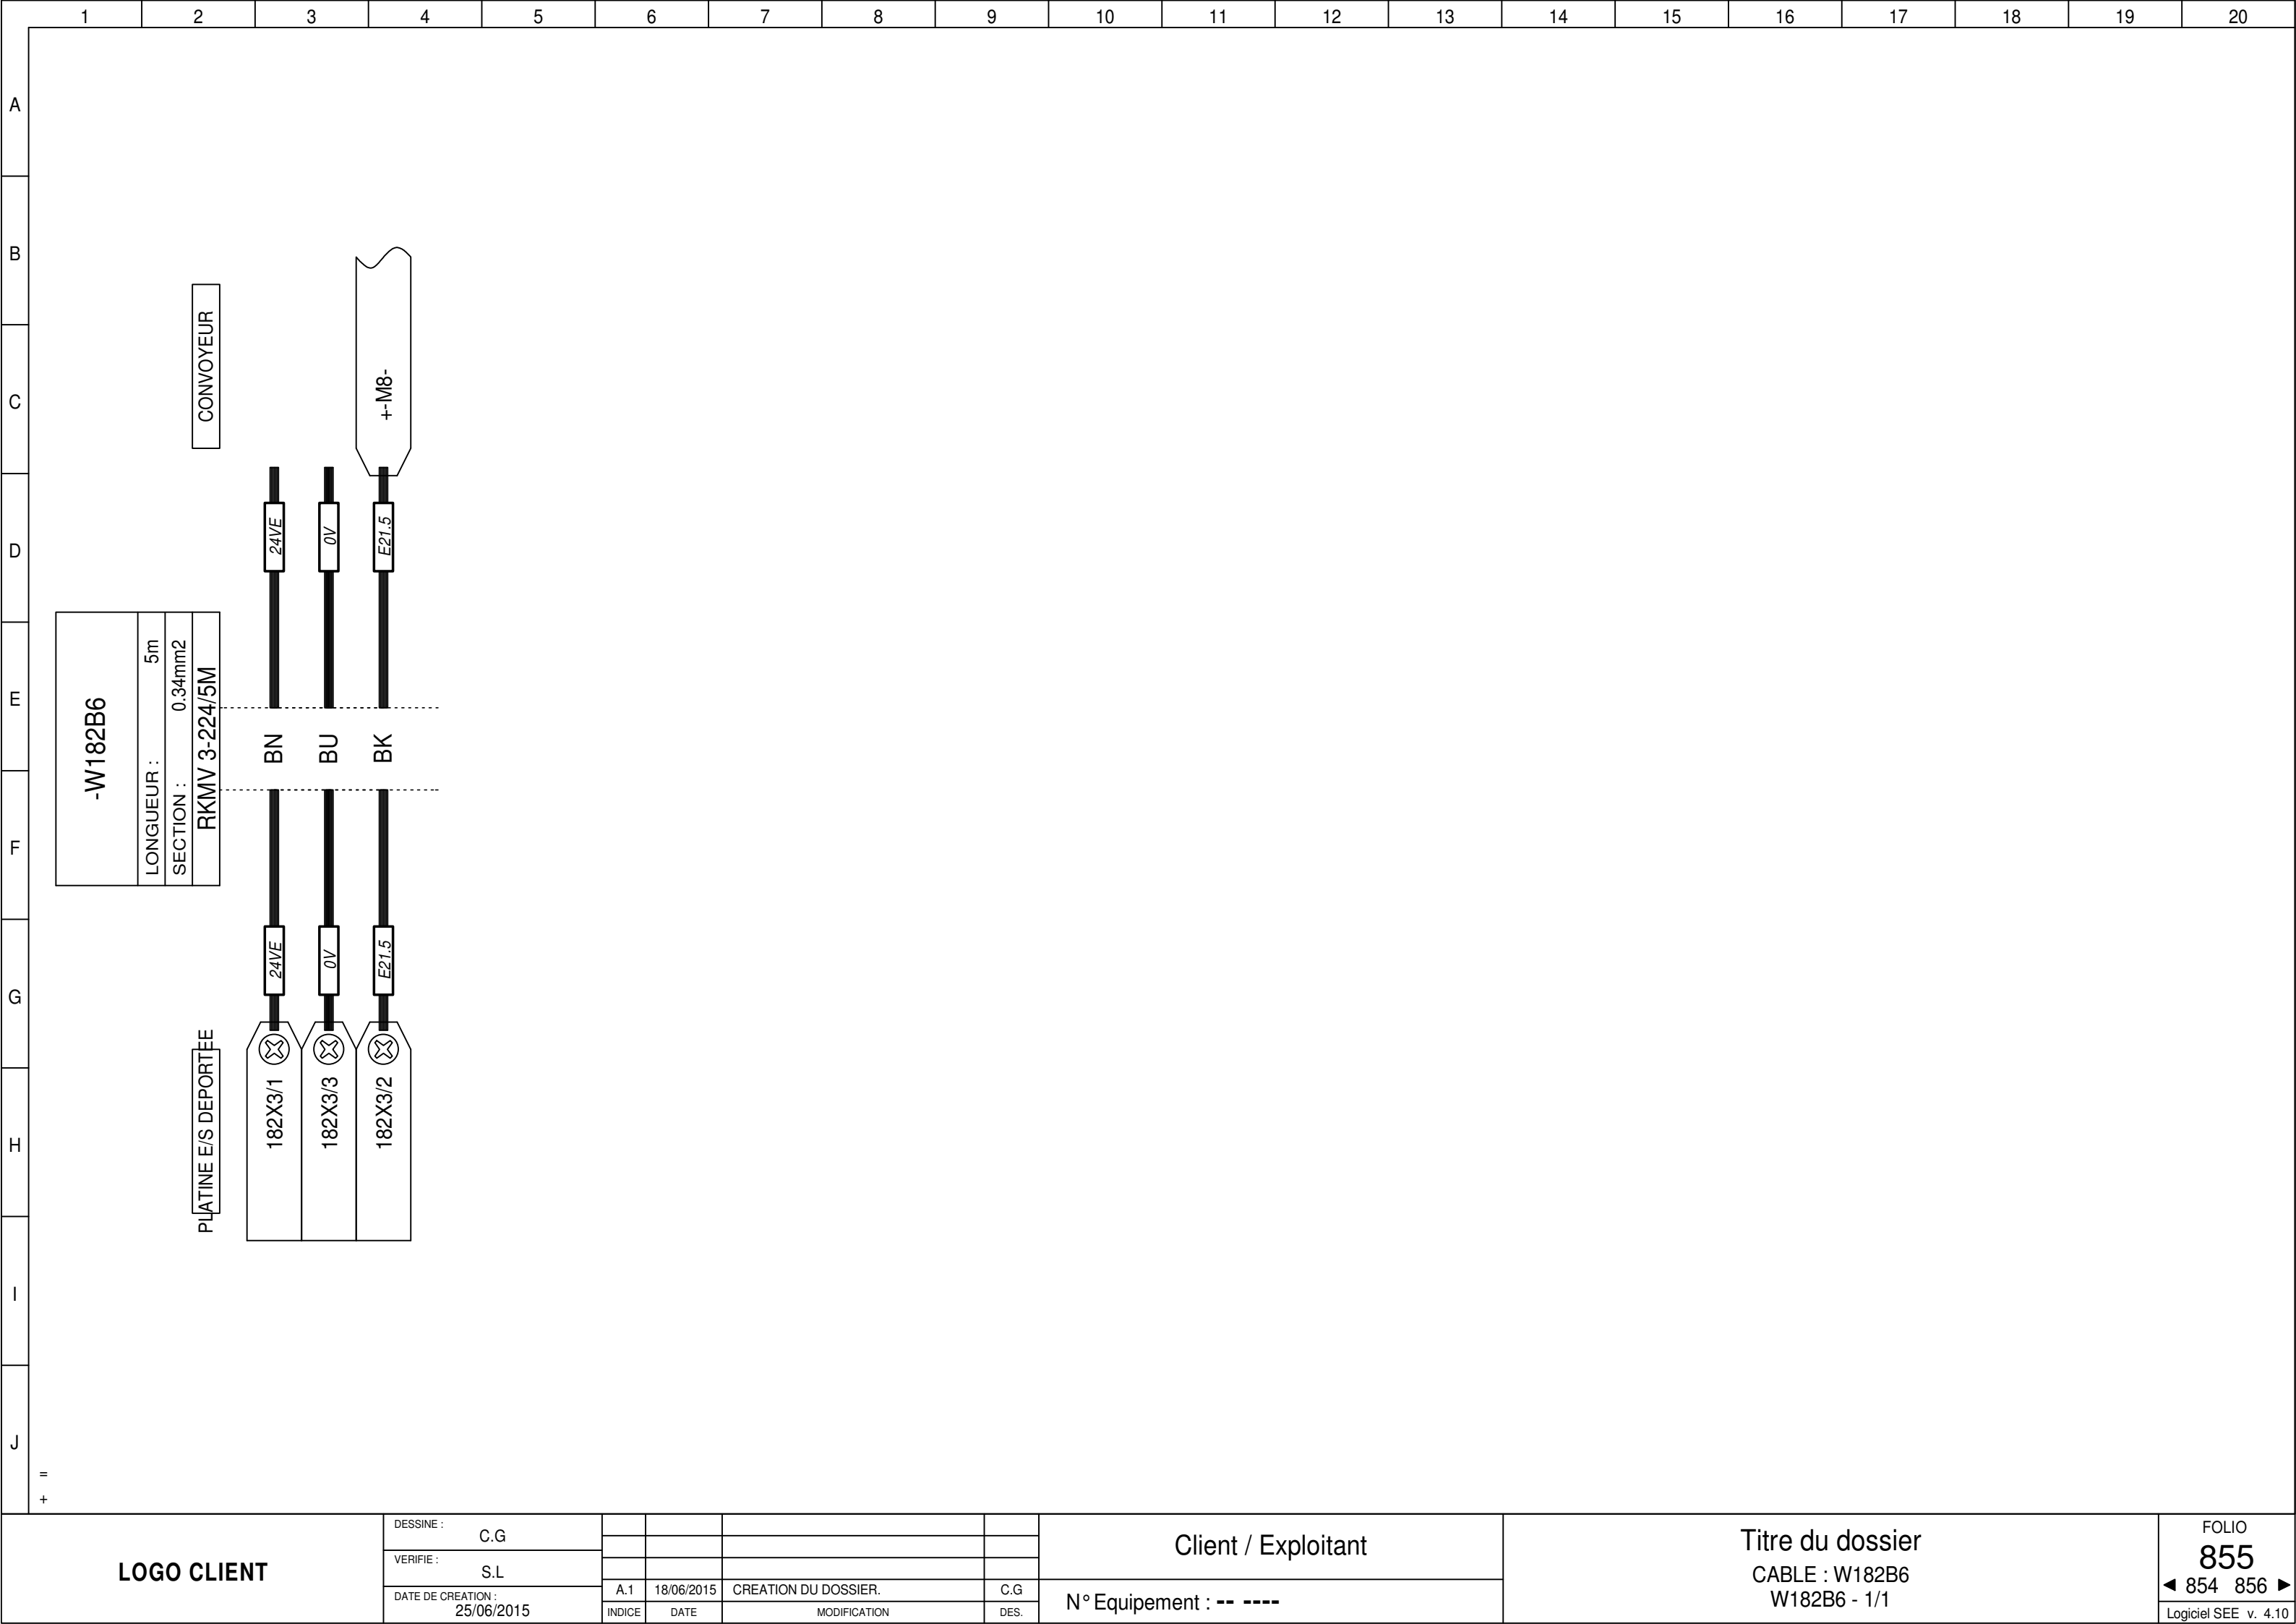 1 2 3 4 5 6 7 8 9 10 11 12 13 14 15 16 17 18 19 20
A
B
C
D
E
F
G
H
I
J
CONVOYEUR
+-M8-
24VE
0V
E21.5
-W182B6
LONGUEUR : 5m
SECTION : 0.34mm2
RKMV 3-224/5M
BN
BU
BK
24VE
0V
E21.5
PLATINE E/S DEPORTEE
182X3/1
182X3/3
182X3/2
=
+
LOGO CLIENT
DESSINE :
C.G
VERIFIE :
S.L
DATE DE CREATION :
25/06/2015
A.1 18/06/2015 CREATION DU DOSSIER. C.G
INDICE DATE MODIFICATION DES.
Client / Exploitant
N° Equipement : -- ----
Titre du dossier
CABLE : W182B6
W182B6 - 1/1
FOLIO
855
◄ 854 856 ►
Logiciel SEE v. 4.10